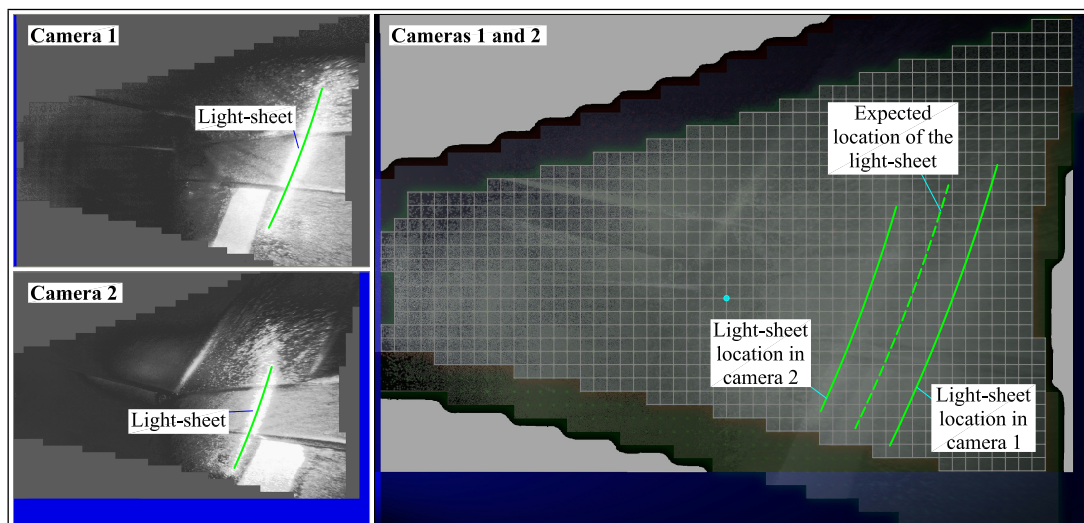 Camera 1
Light-sheet
Camera 2
Light-sheet
Cameras 1 and 2
Expected
location of the
light-sheet
Light-sheet
location in
camera 2
Light-sheet
location in
camera 1